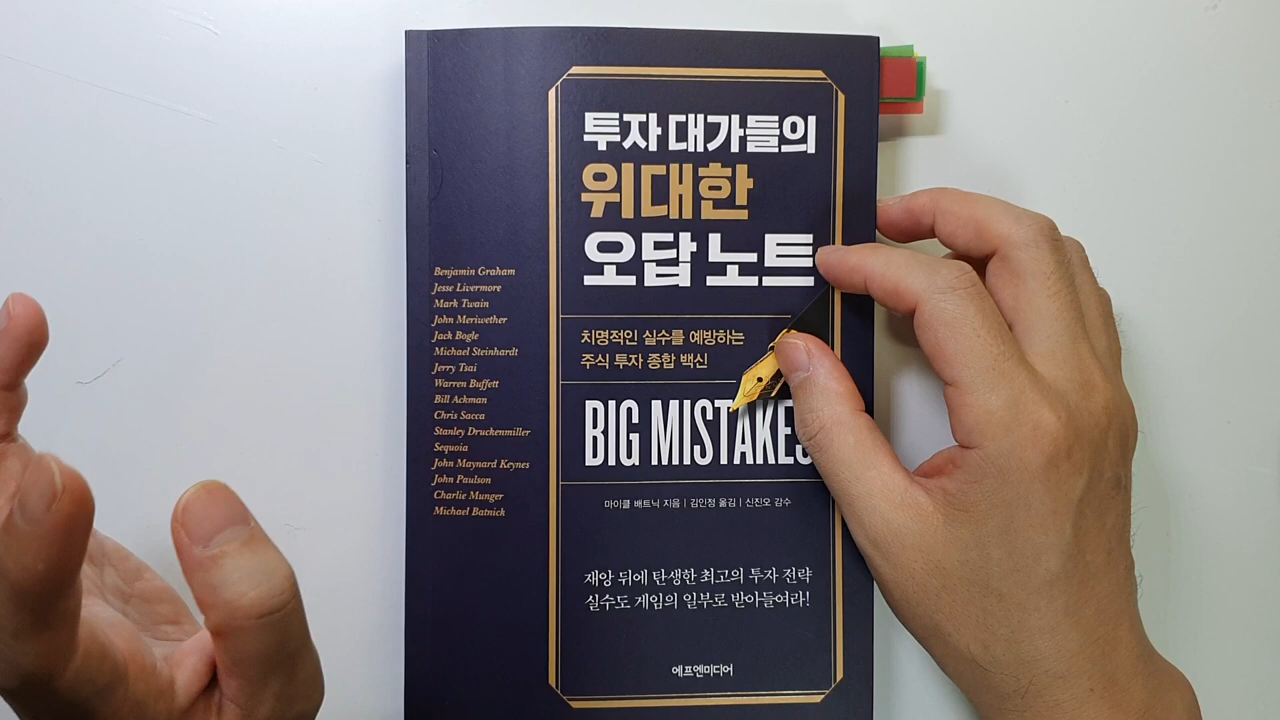 투자 대가들의
위대한
오답 노트
치명적인 실수를 예방하는
주식 투자 종합 백신
BIG MISTAKES
마이클 배트닉 지음 | 김인정 옮김 | 신진오 감수
재앙 뒤에 탄생한 최고의 투자 전략
실수도 게임의 일부로 받아들여라!
에프엔미디어
Benjamin Graham
Jesse Livermore
Mark Twain
John Meriwether
Jack Bogle
Michael Steinhardt
Jerry Tsai
Warren Buffett
Bill Ackman
Chris Sacca
Stanley Druckenmiller
Sequoia
John Maynard Keynes
John Paulson
Charlie Munger
Michael Batnick